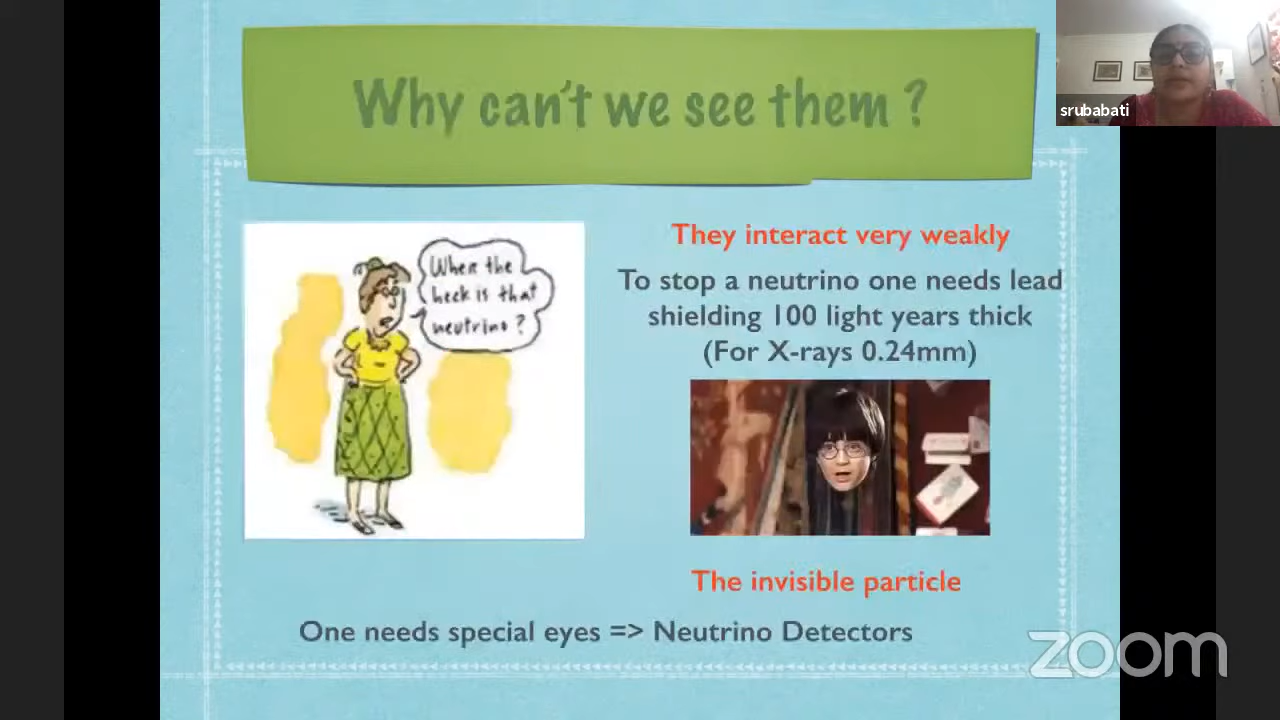 Why can't we see them ?
srubabati
When the
heck is that
neutrino?
They interact very weakly
To stop a neutrino one needs lead
shielding 100 light years thick
(For X-rays 0.24mm)
The invisible particle
One needs special eyes => Neutrino Detectors
zoom